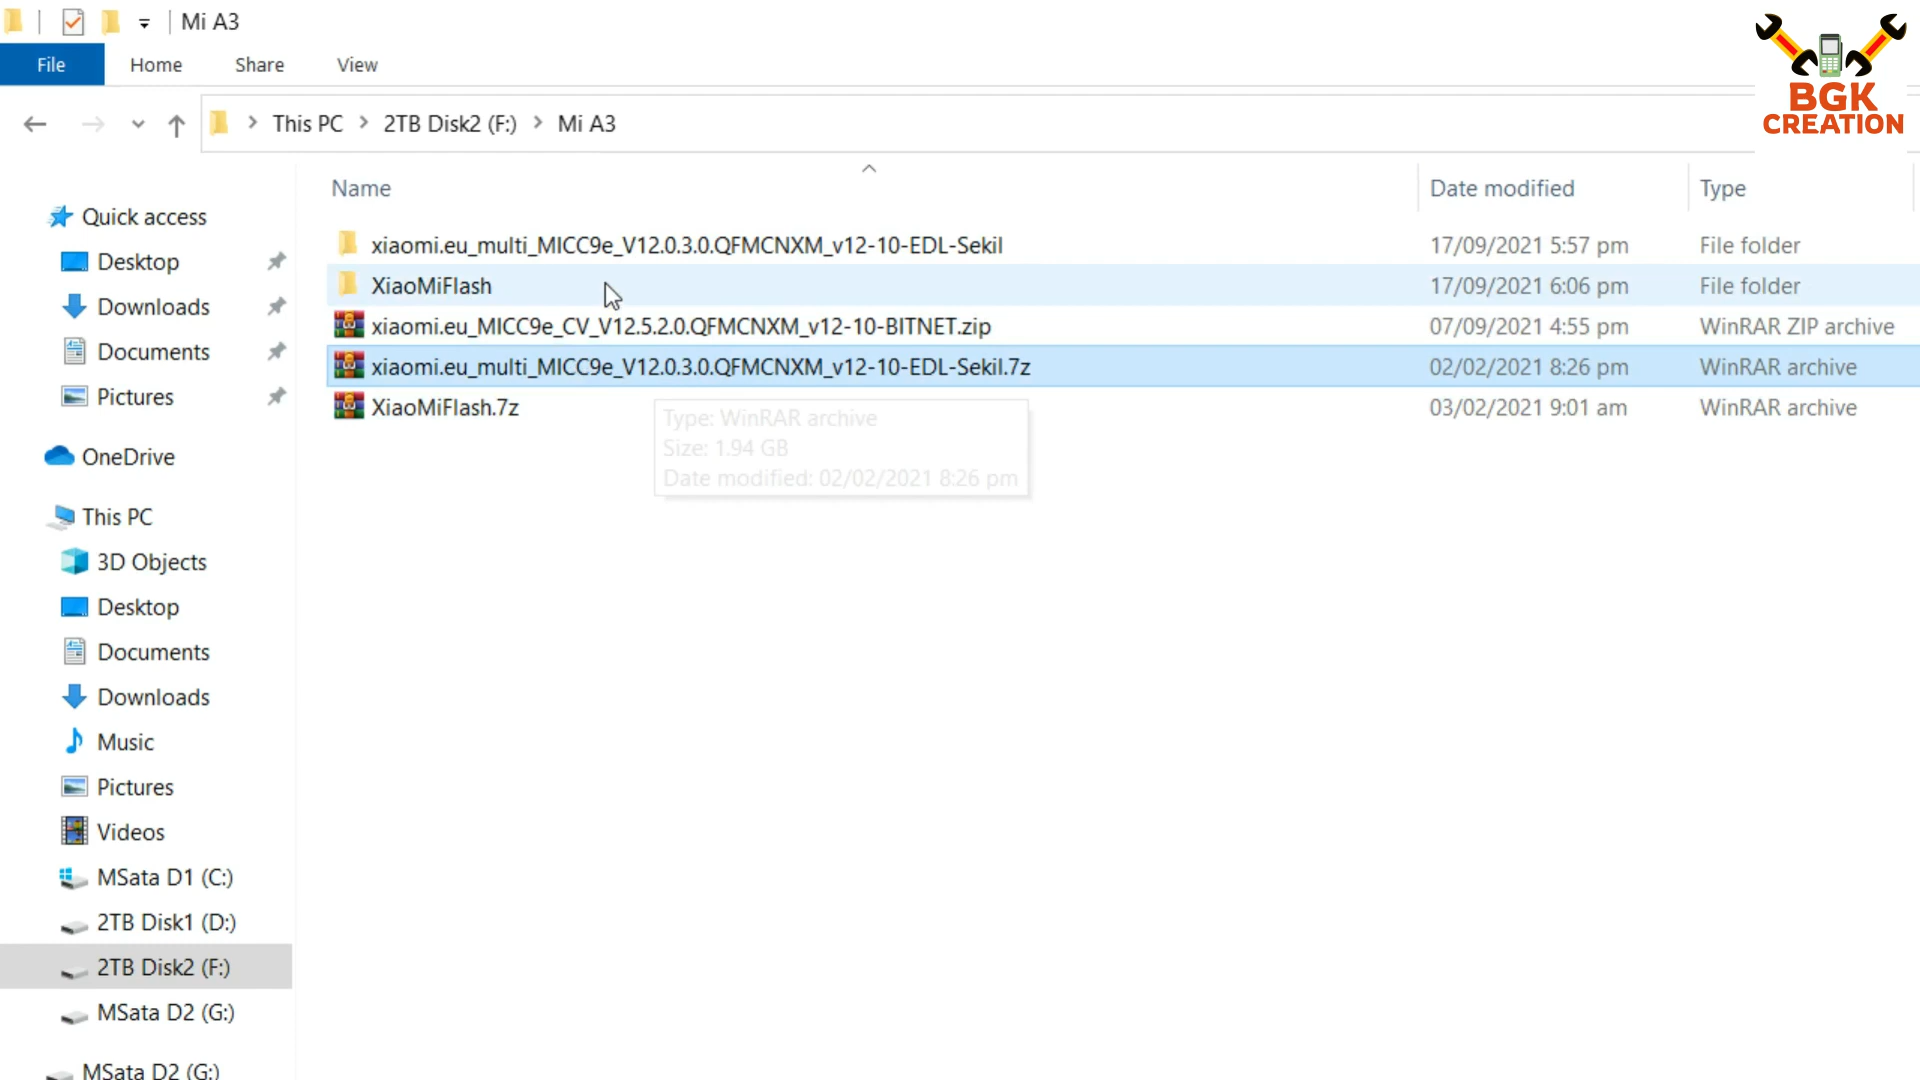 Mi A3
File Home Share View
BGK
CREATION
This PC 2TB Disk2 (F:) Mi A3
Name Date modified Type
Quick access
Desktop
Downloads
Documents
Pictures
OneDrive
This PC
3D Objects
Desktop
Documents
Downloads
Music
Pictures
Videos
MSata D1 (C:)
2TB Disk1 (D:)
2TB Disk2 (F:)
MSata D2 (G:)
MSata D2 (G:)
xiaomi.eu_multi_MICC9e_V12.0.3.0.QFMCNXM_v12-10-EDL-Sekil 17/09/2021 5:57 pm File folder
XiaoMiFlash 17/09/2021 6:06 pm File folder
xiaomi.eu_MICC9e_CV_V12.5.2.0.QFMCNXM_v12-10-BITNET.zip 07/09/2021 4:55 pm WinRAR ZIP archive
xiaomi.eu_multi_MICC9e_V12.0.3.0.QFMCNXM_v12-10-EDL-Sekil.7z 02/02/2021 8:26 pm WinRAR archive
XiaoMiFlash.7z 03/02/2021 9:01 am WinRAR archive
Type: WinRAR archive
Size: 1.94 GB
Date modified: 02/02/2021 8:26 pm